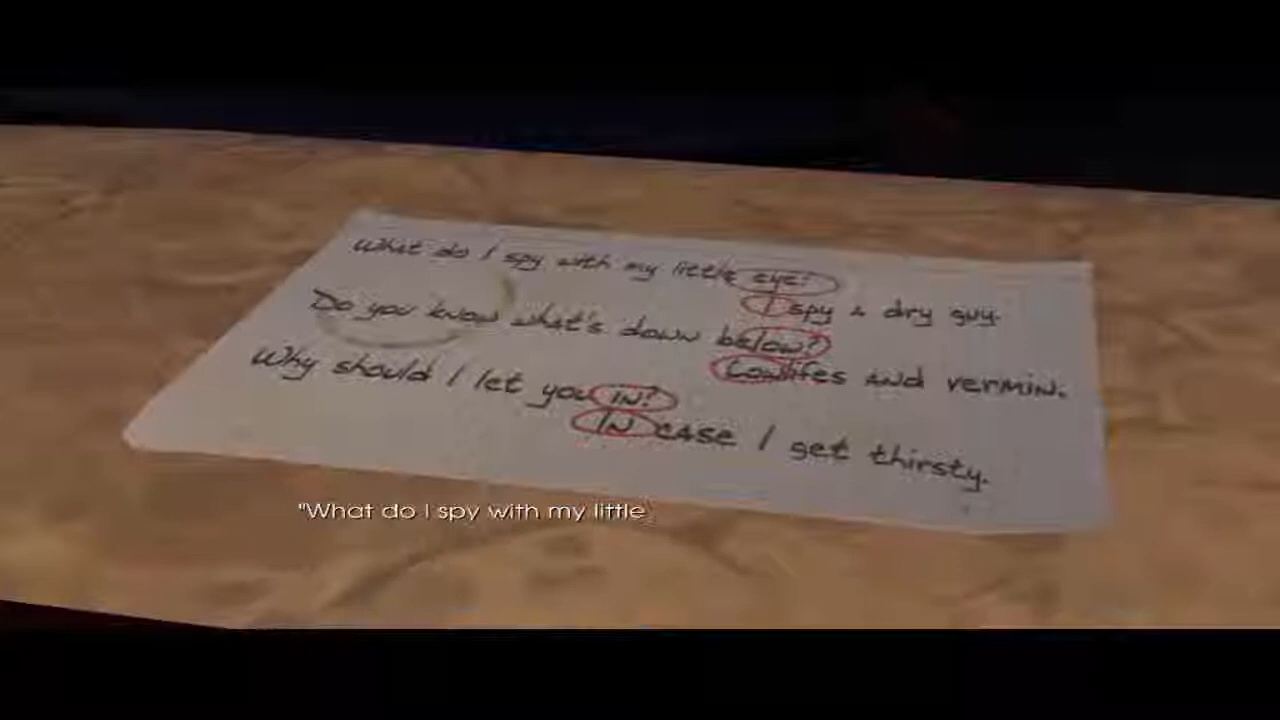 What do I spy with my little eye?
I spy a dry guy.
Do you know what's down below?
Lowlifes and vermin.
Why should I let you in?
In case I get thirsty.
"What do I spy with my little